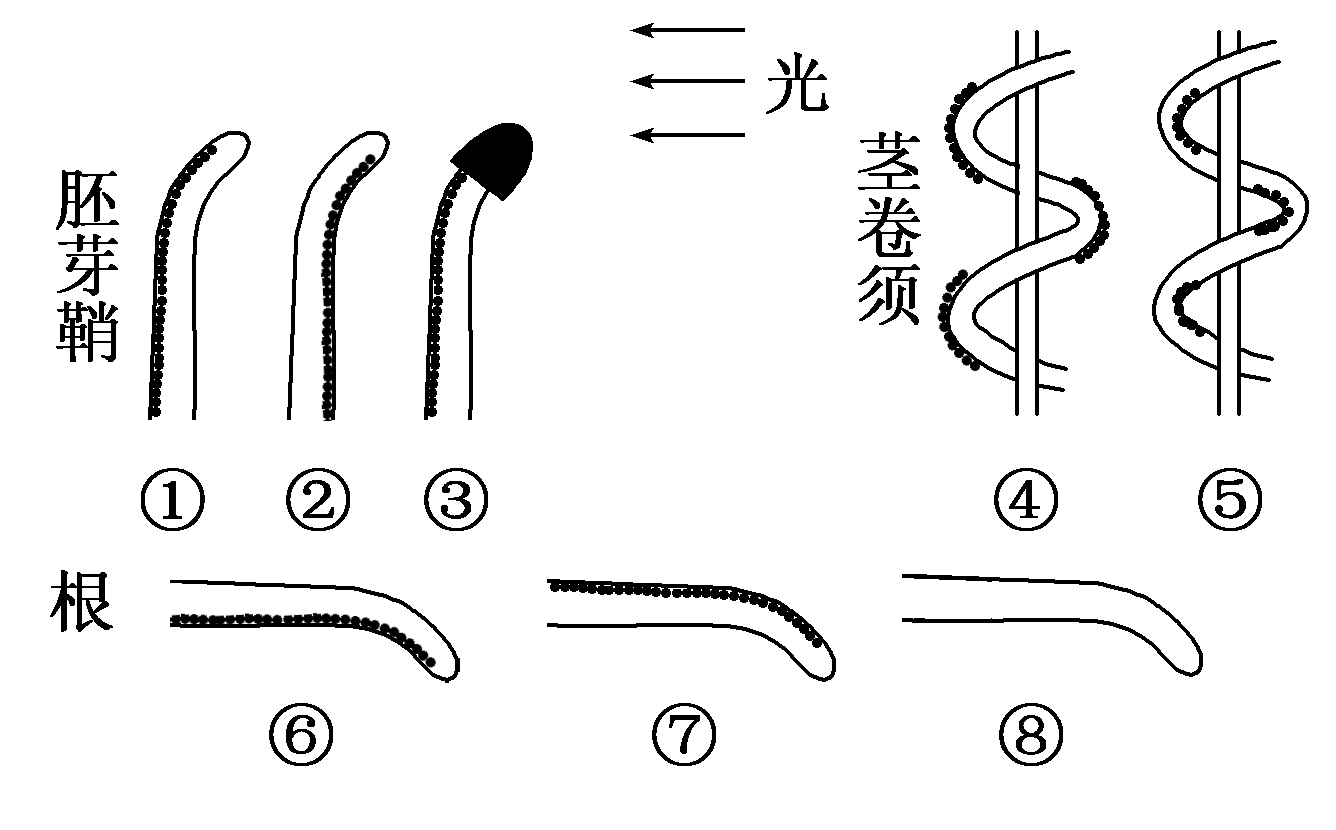 光
胚芽鞘
茎卷须
① ② ③ ④ ⑤
根
⑥ ⑦ ⑧